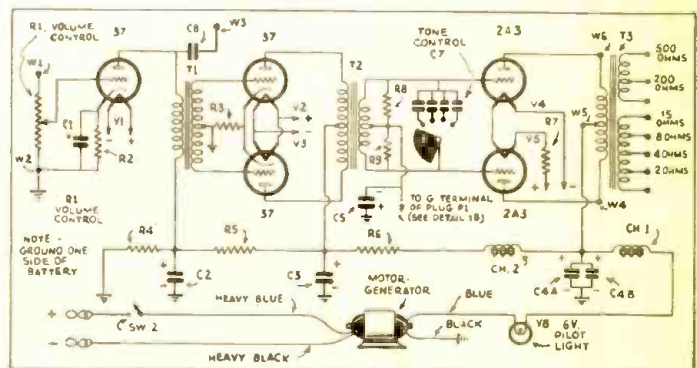 R1, VOLUME
CONTROL
W1
37
C8
W3
T1
37
T2
TONE
CONTROL
C7
2A3
W6
T3
500
OHMS
200
OHMS
15
OHMS
8 OHMS
4 OHMS
2 OHMS
R3
V2
V3
R8
V4
R7
V5
W5
C1
V1
R2
W2
R9
R1
VOLUME
CONTROL
37
C5
TO G TERMINAL
OF PLUG P1
(SEE DETAIL 1B)
2A3
W4
R4
R5
R6
CH. 2
CH. 1
NOTE -
GROUND ONE
SIDE OF
BATTERY
C2
C3
MOTOR-
GENERATOR
C4A
C4B
HEAVY BLUE
BLUE
BLACK
SW 2
V8
6V.
PILOT
LIGHT
HEAVY BLACK